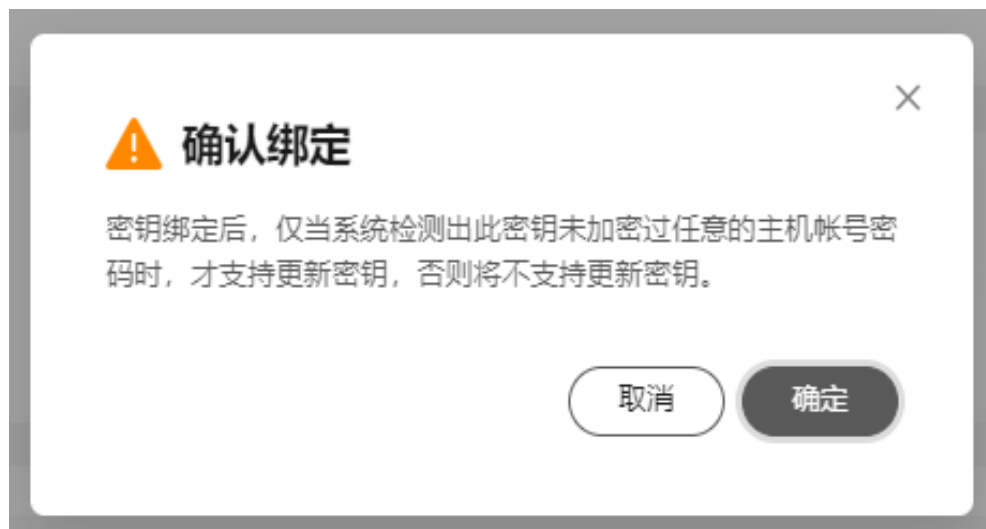 确认绑定
密钥绑定后，仅当系统检测出此密钥未加密过任意的主机帐号密
码时，才支持更新密钥，否则将不支持更新密钥。
取消
确定